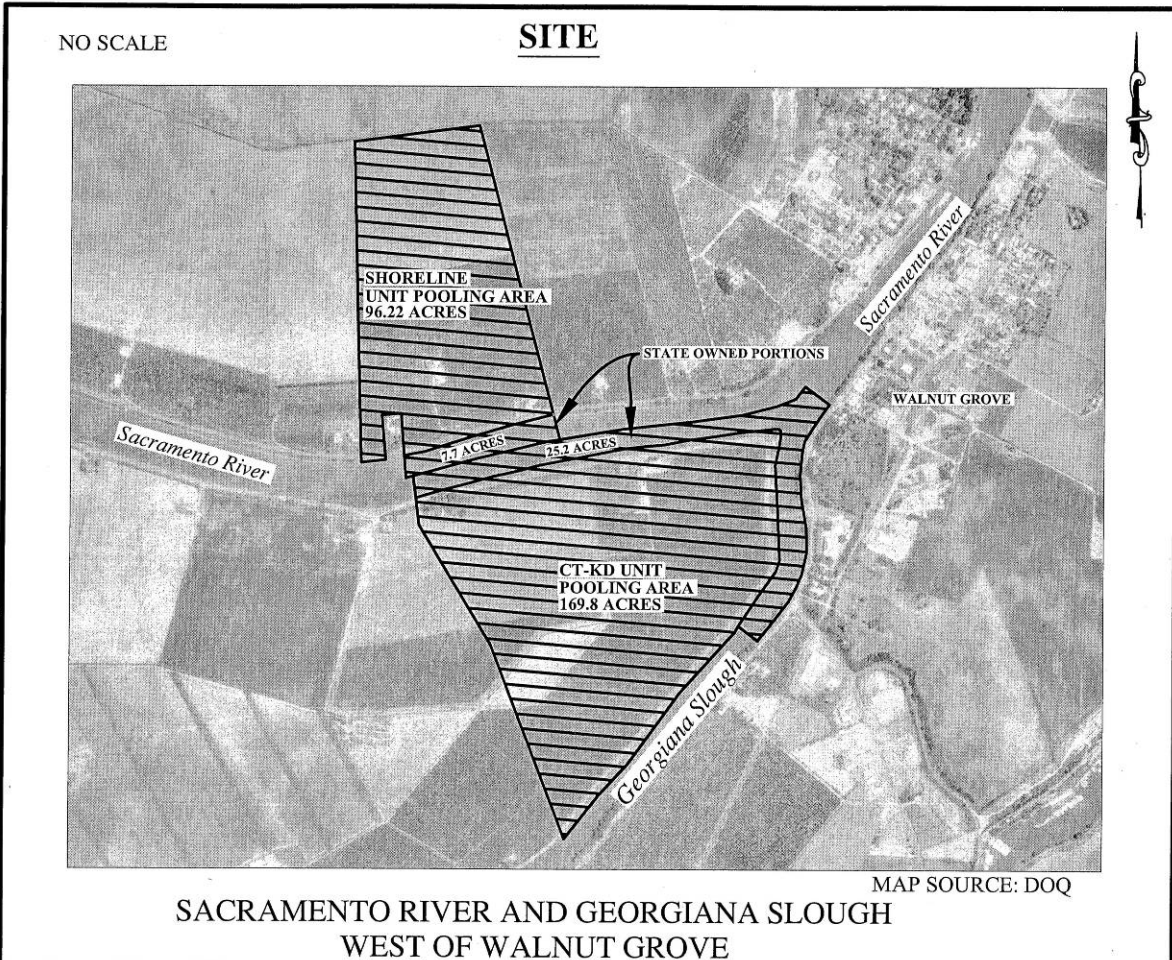 NO SCALE
SITE
SHORELINE
UNIT POOLING AREA
96.22 ACRES
Sacramento River
STATE OWNED PORTIONS
WALNUT GROVE
Sacramento River
7.7 ACRES
25.2 ACRES
CT-KD UNIT
POOLING AREA
169.8 ACRES
Georgiana Slough
MAP SOURCE: DOQ
SACRAMENTO RIVER AND GEORGIANA SLOUGH
WEST OF WALNUT GROVE